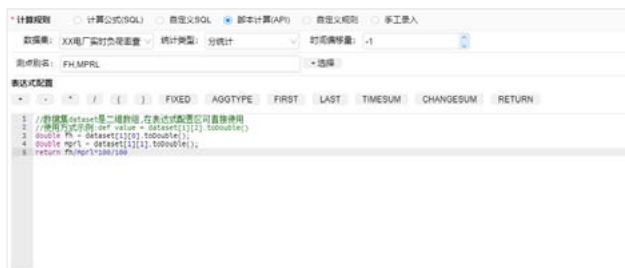 * 计算规则 计算公式(SQL) 自定义SQL 脚本计算(API) 自定义规则 手工录入
数据集: XX电厂实时负荷面量 统计类型: 分统计 时间偏移量: -1
测点别名: FH,MPRL +选择
表达式配置
+ - * / ( ) FIXED AGGTYPE FIRST LAST TIMESUM CHANGESUM RETURN
1 //数据集dataset是二维数组,在表达式配置区可直接使用
2 //使用方式示例:def value = dataset[1][2].toDouble()
3 double fh = dataset[1][0].toDouble();
4 double mprl = dataset[1][1].toDouble();
5 return fh/mprl*100/100